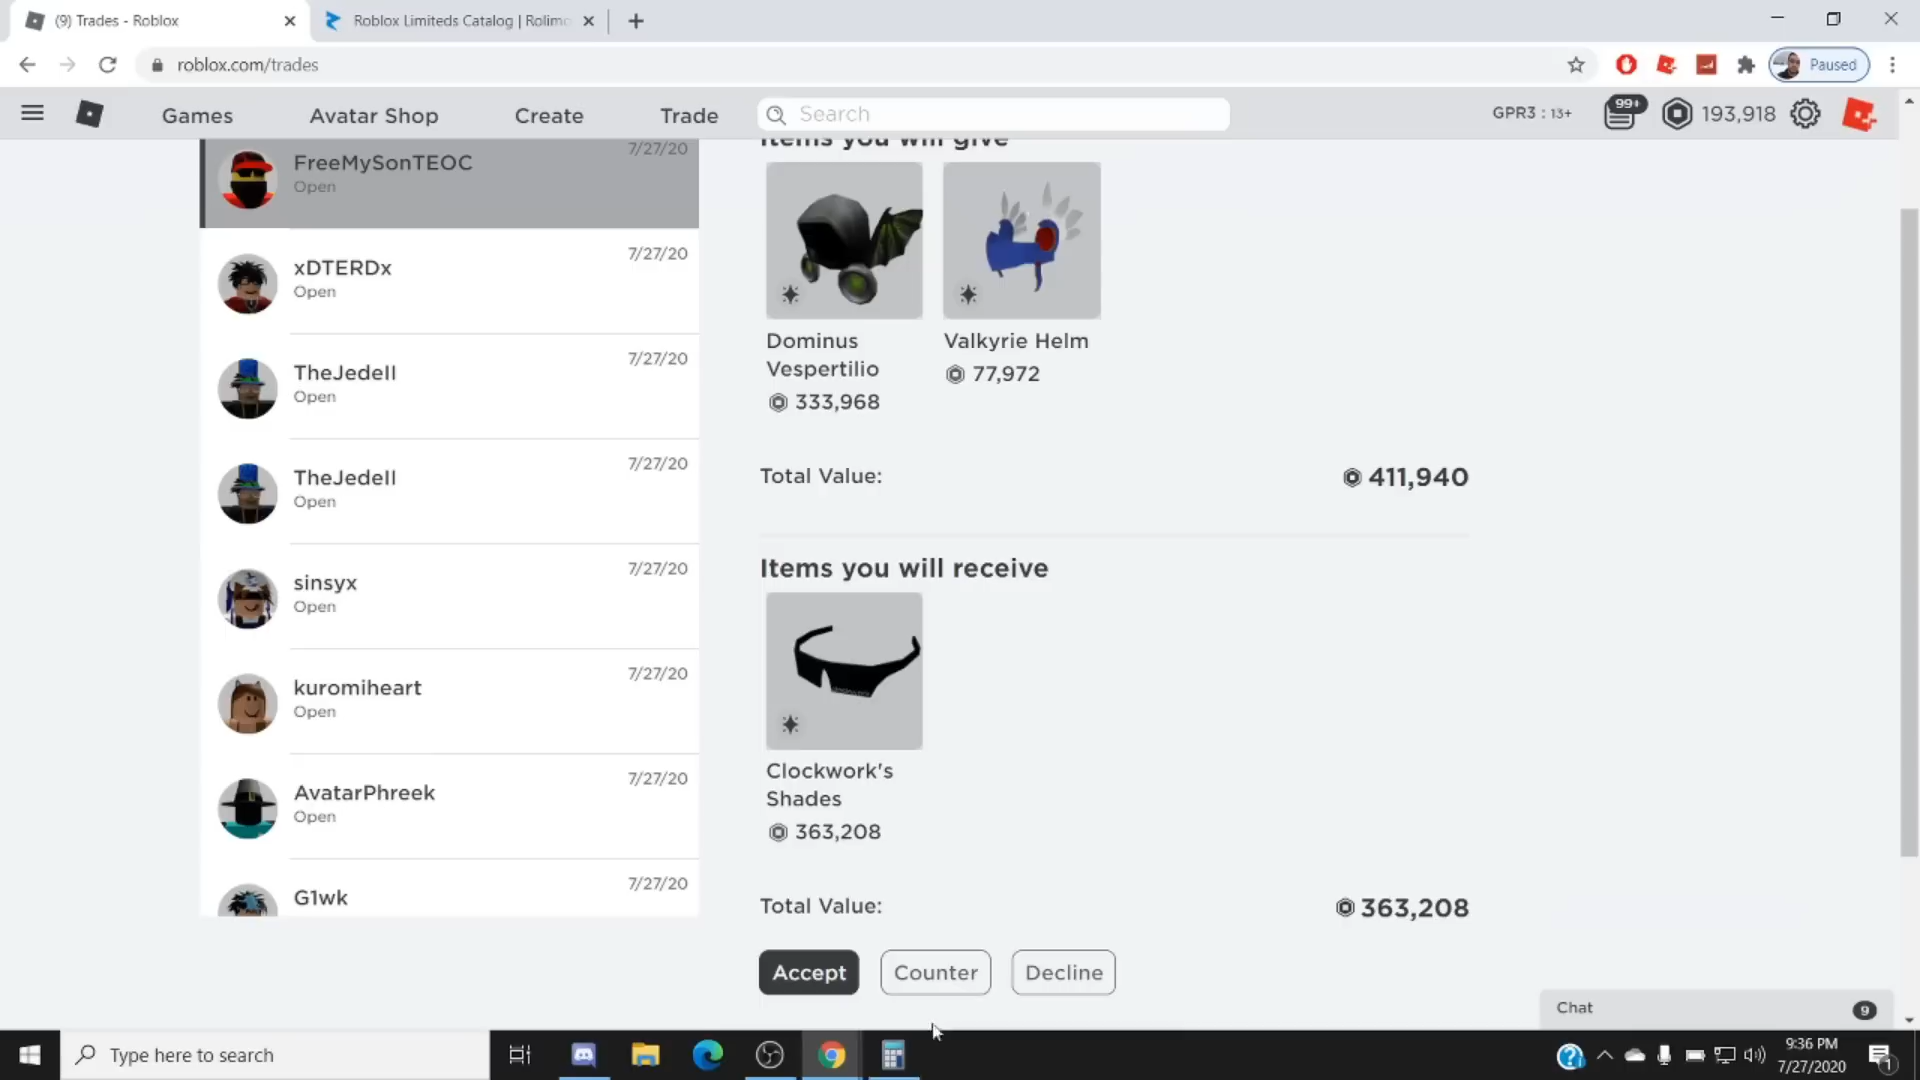 (9) Trades - Roblox
Roblox Limiteds Catalog | Rolimo
roblox.com/trades
Paused
Games
Avatar Shop
Create
Trade
Search
GPR3 : 13+
99+
193,918
FreeMySonTEOC
7/27/20
Open
xDTERDx
7/27/20
Open
TheJedell
7/27/20
Open
TheJedell
7/27/20
Open
sinsyx
7/27/20
Open
kuromiheart
7/27/20
Open
AvatarPhreek
7/27/20
Open
G1wk
7/27/20
Items you will give
Dominus
Vespertilio
333,968
Valkyrie Helm
77,972
Total Value:
411,940
Items you will receive
Clockwork's
Shades
363,208
Total Value:
363,208
Accept
Counter
Decline
Chat
9
Type here to search
9:36 PM
7/27/2020
1